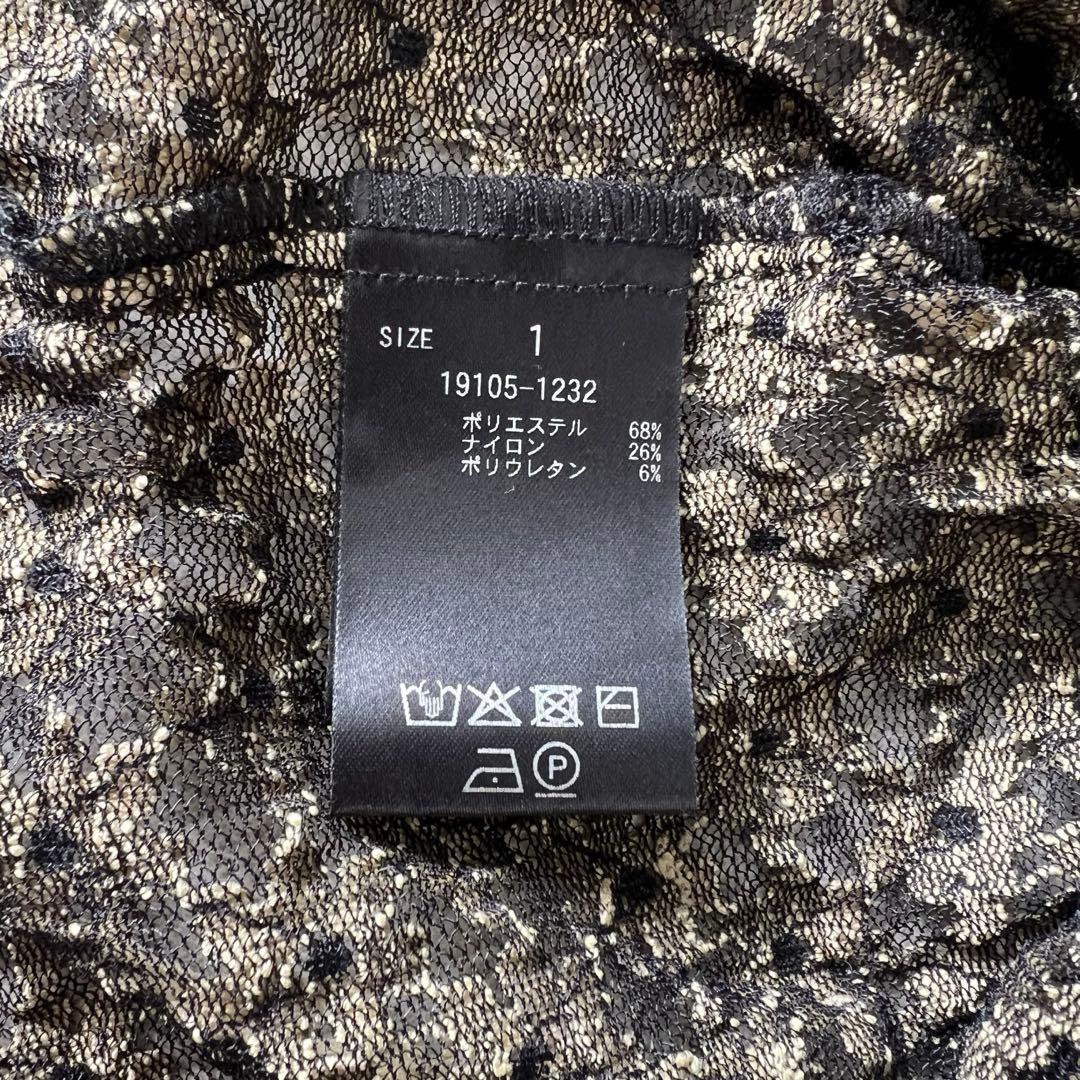 SIZE 1
19105-1232
ポリエステル 68%
ナイロン 26%
ポリウレタン 6%
P